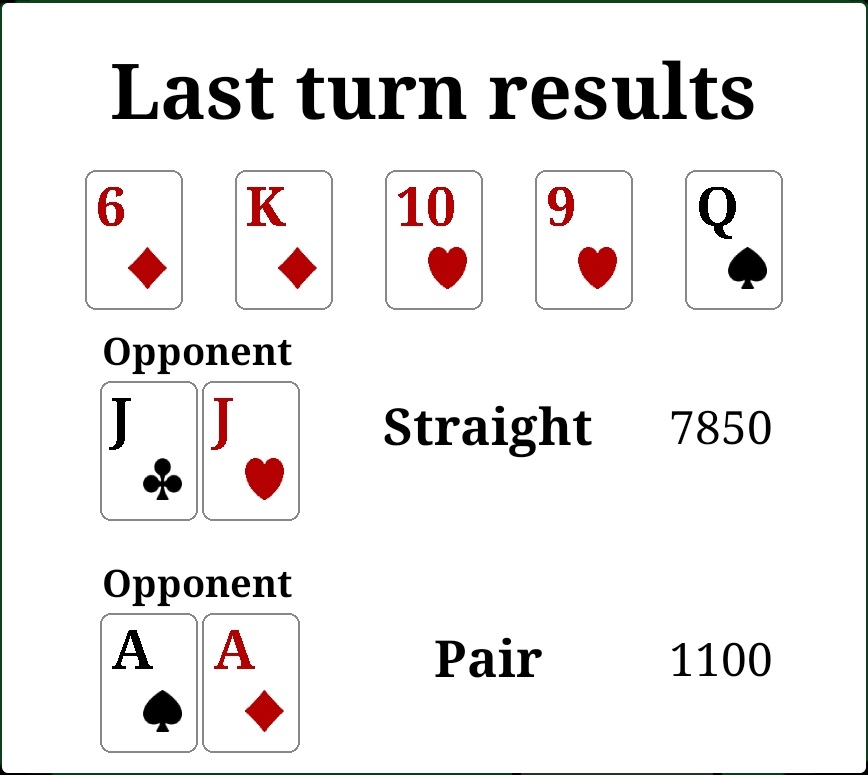 Last turn results
6 K 10 9 Q
Opponent
J J Straight 7850
Opponent
A A Pair 1100